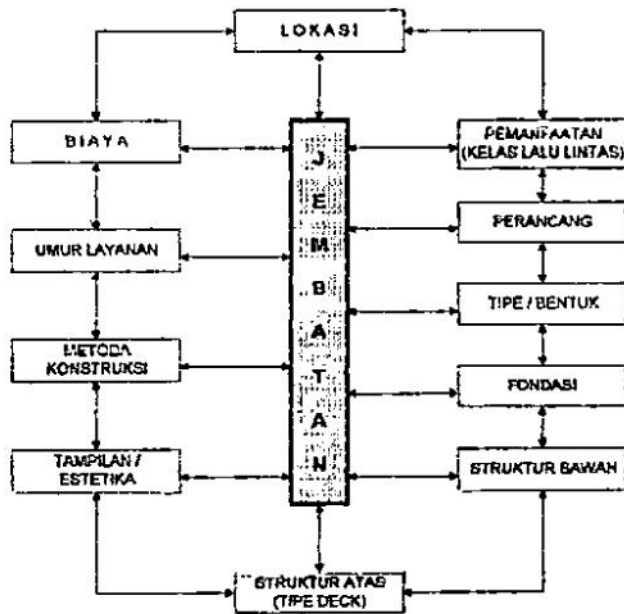 LOKASI
BIAYA
UMUR LAYANAN
METODA
KONSTRUKSI
TAMPILAN /
ESTETIKA
JEMBATAN
PEMANFAATAN
(KELAS LALU LINTAS)
PERANCANG
TIPE / BENTUK
FONDASI
STRUKTUR BAWAH
STRUKTUR ATAS
(TIPE DECK)